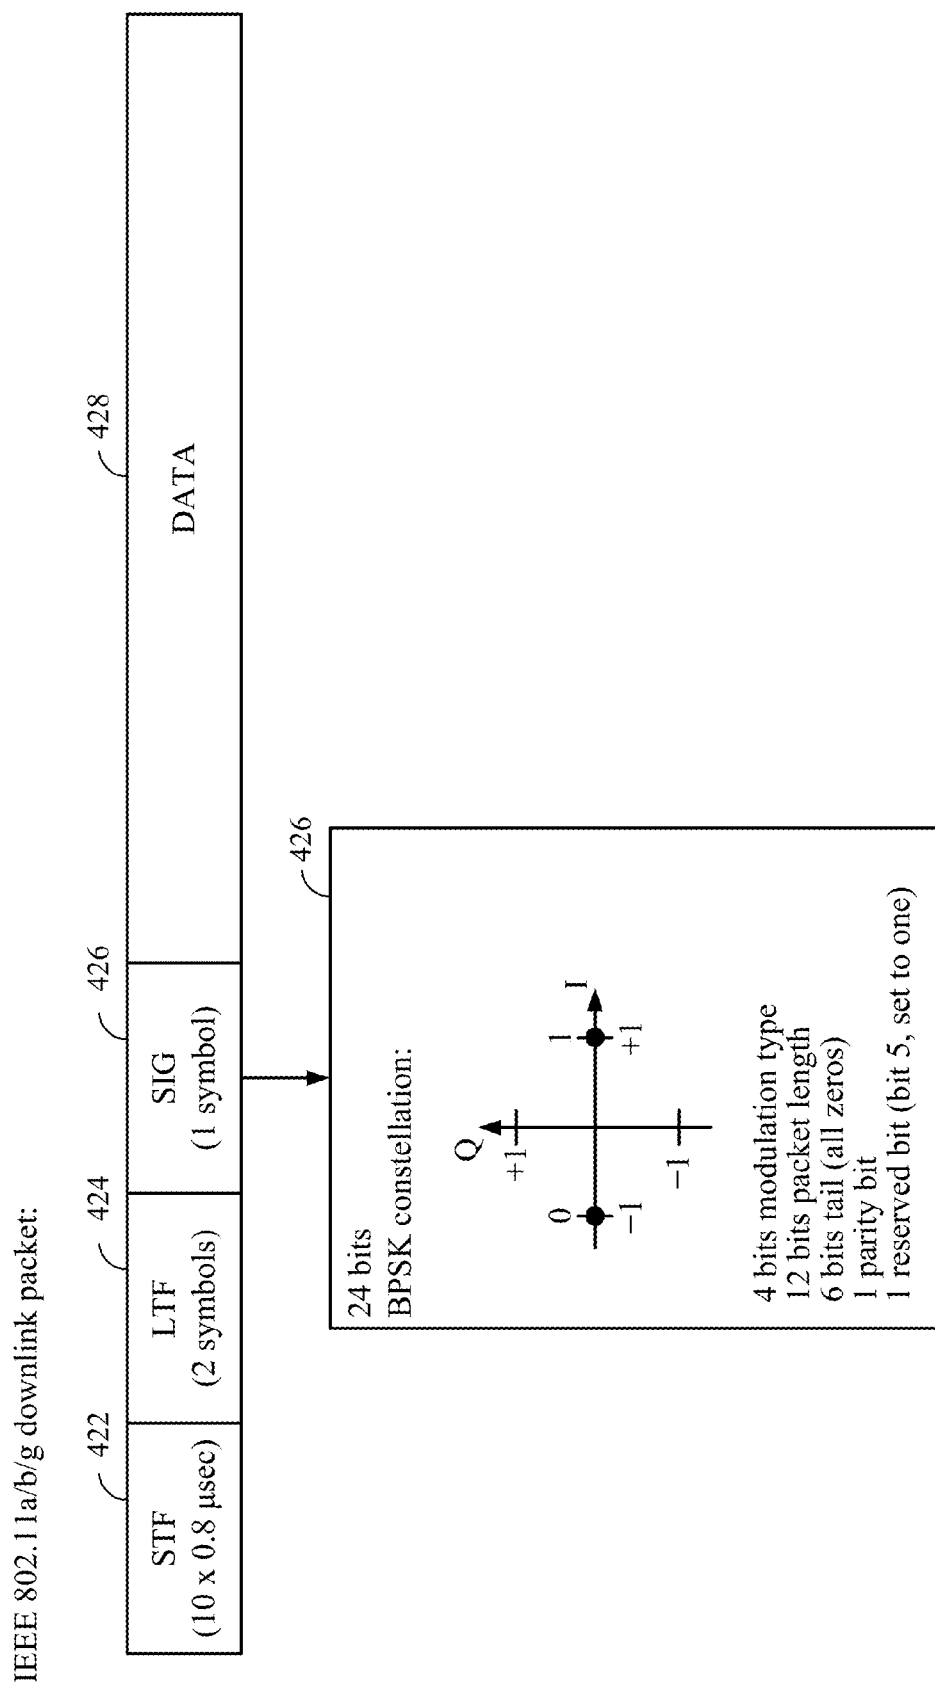 IEEE 802.11a/b/g downlink packet:
422
424
426
428
STF
(10 x 0.8 µsec)
LTF
(2 symbols)
SIG
(1 symbol)
DATA
426
24 bits
BPSK constellation:
Q
+1
0
1
I
−1
+1
−1
4 bits modulation type
12 bits packet length
6 bits tail (all zeros)
1 parity bit
1 reserved bit (bit 5, set to one)